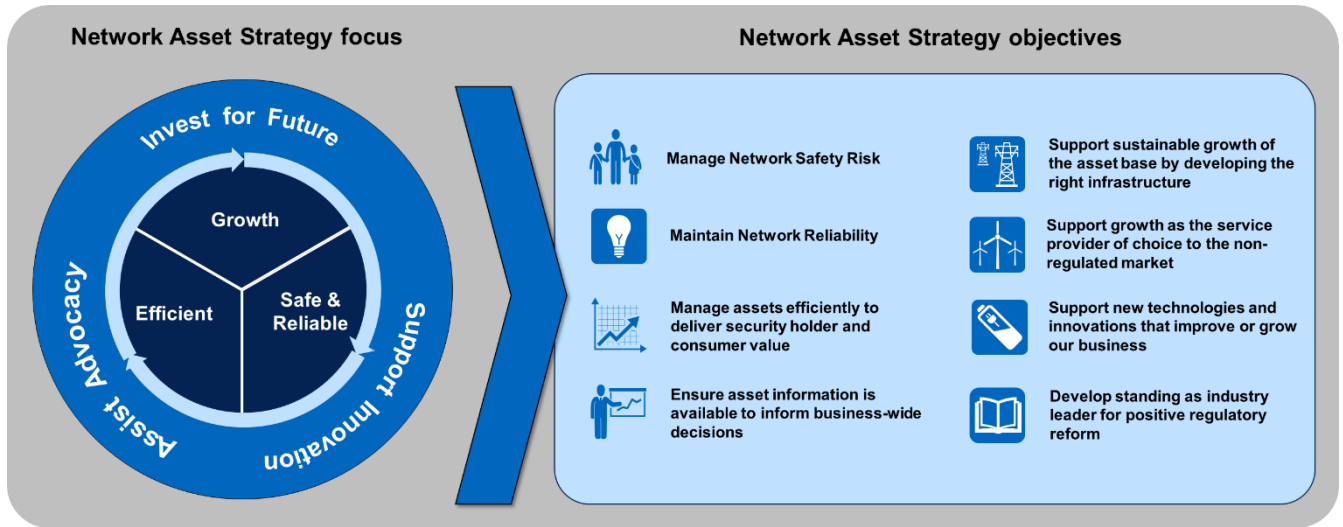 Network Asset Strategy focus
Invest for Future
Support Innovation
Assist Advocacy
Growth
Efficient
Safe &
Reliable
Network Asset Strategy objectives
Manage Network Safety Risk
Maintain Network Reliability
Manage assets efficiently to
deliver security holder and
consumer value
Ensure asset information is
available to inform business-wide
decisions
Support sustainable growth of
the asset base by developing the
right infrastructure
Support growth as the service
provider of choice to the non-
regulated market
Support new technologies and
innovations that improve or grow
our business
Develop standing as industry
leader for positive regulatory
reform